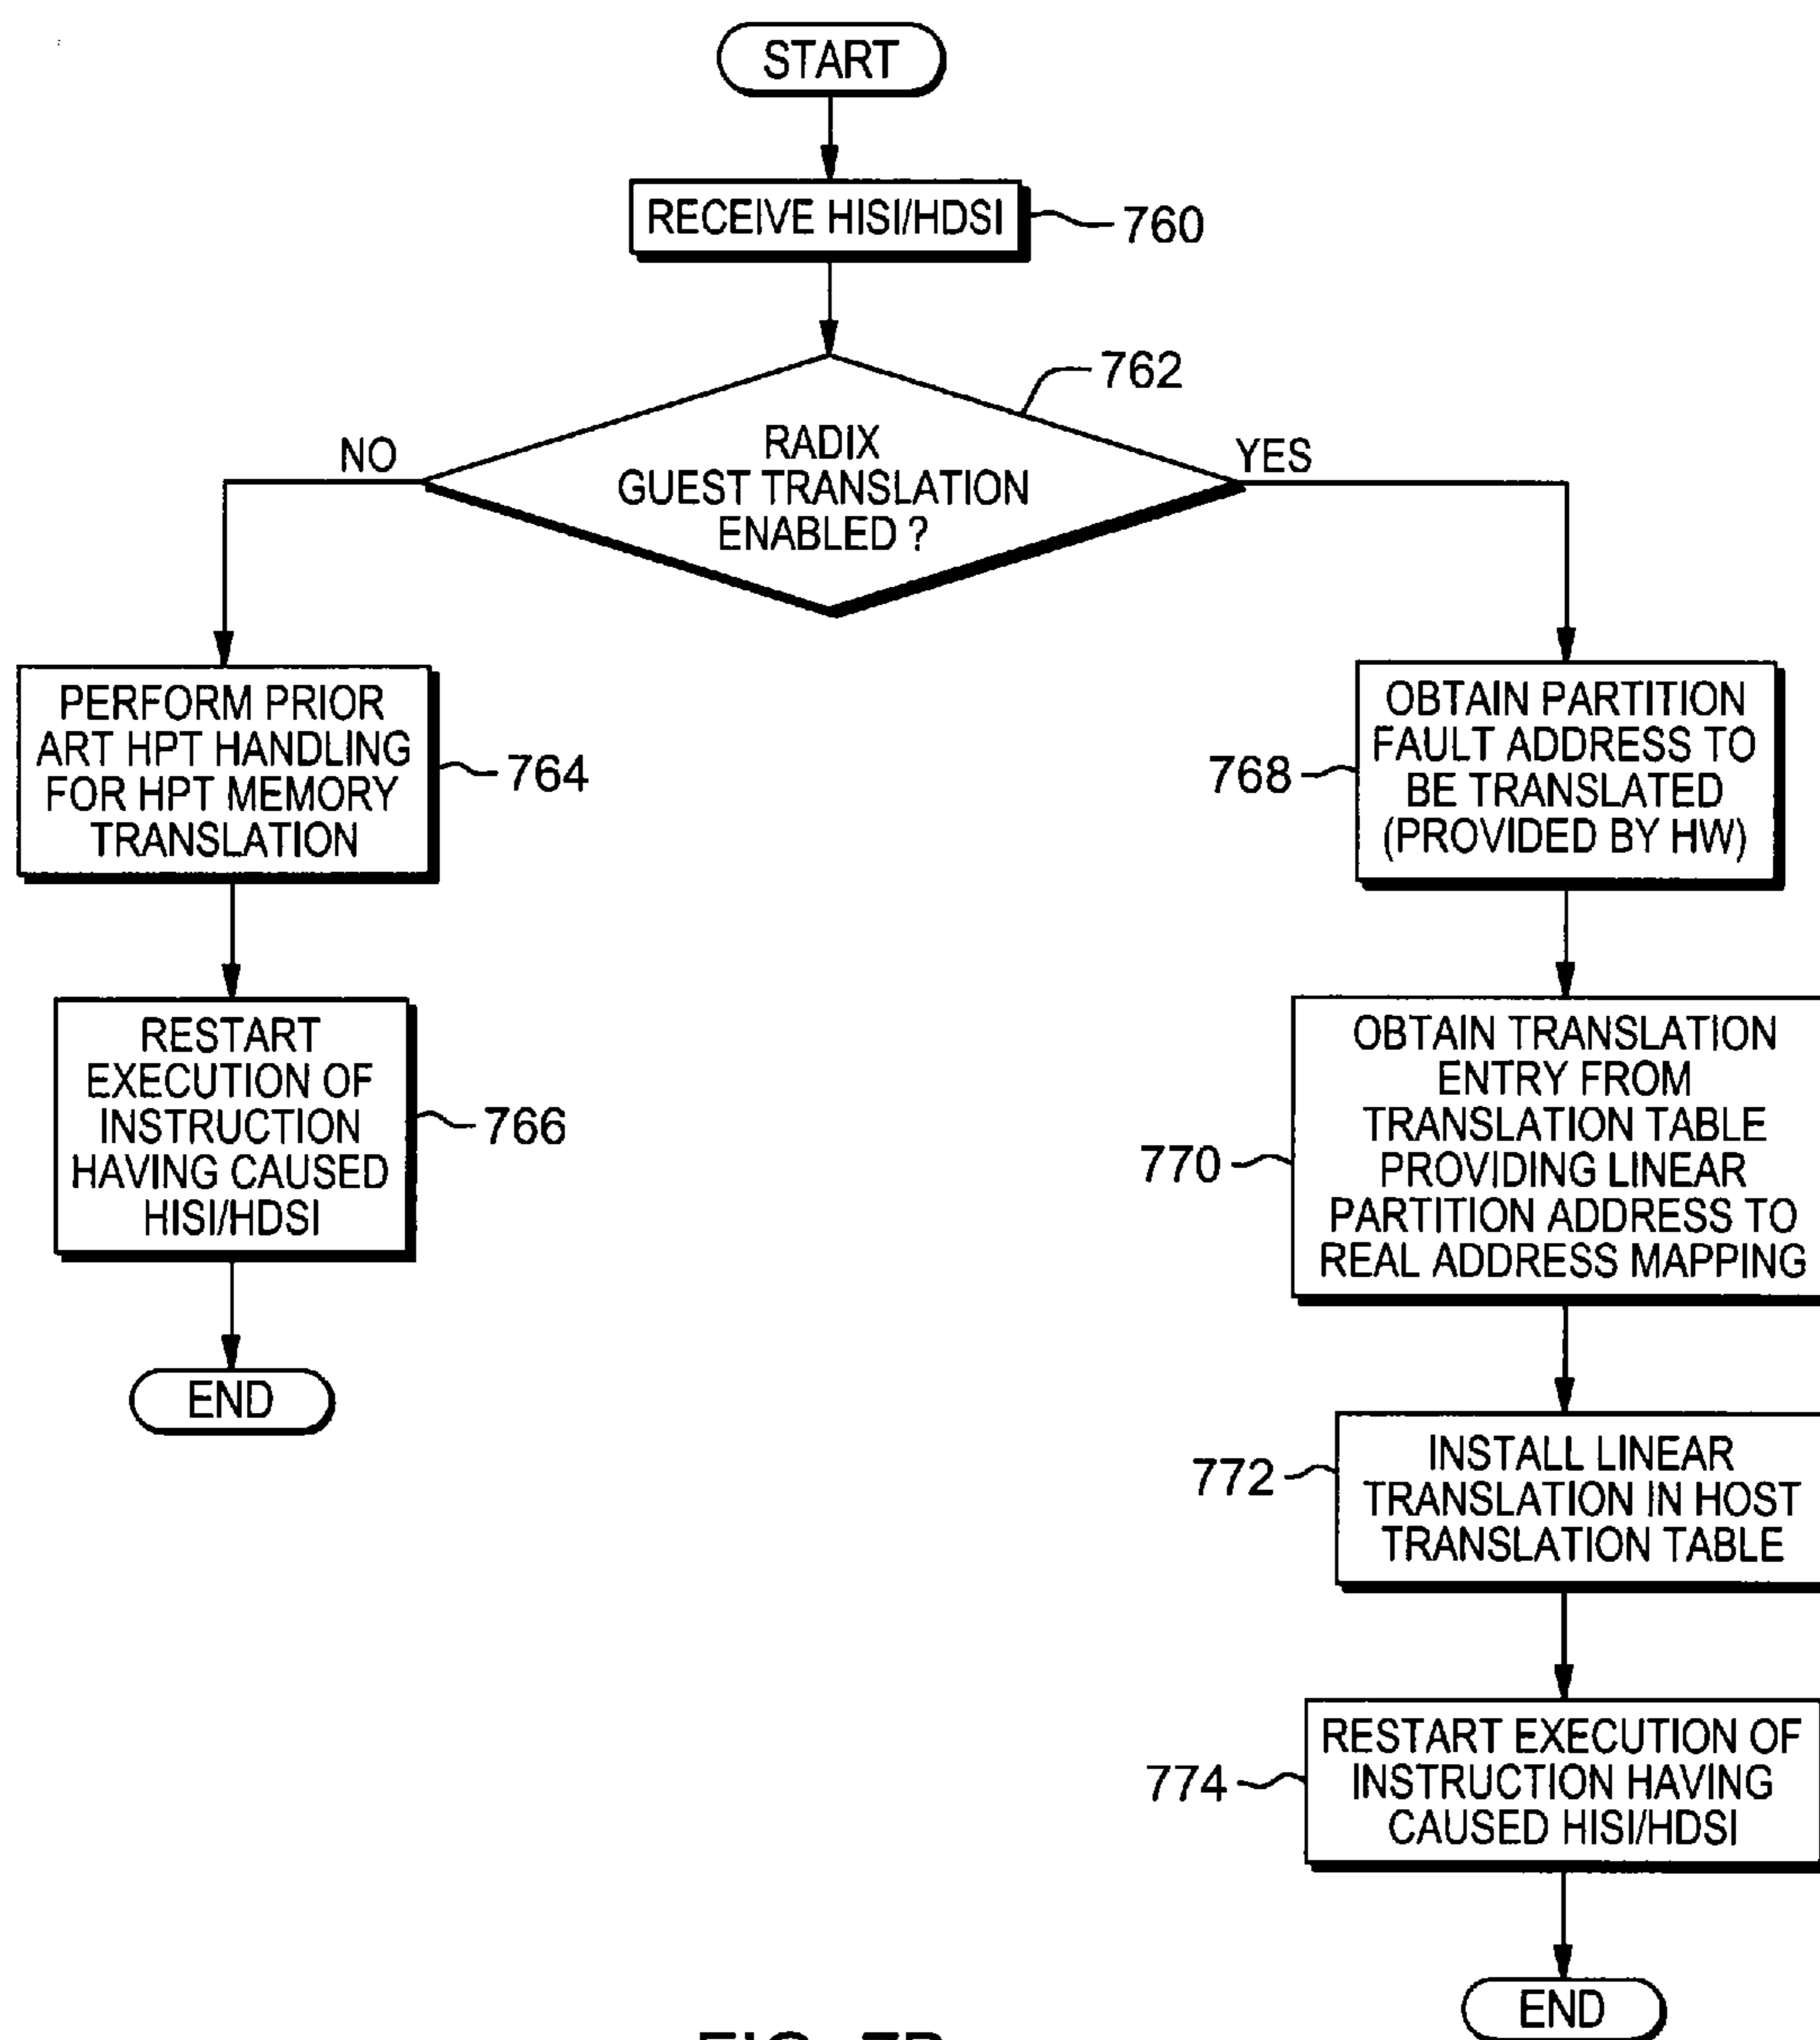 START
RECEIVE HISI/HDSI
760
762
RADIX
GUEST TRANSLATION
ENABLED ?
NO
YES
PERFORM PRIOR
ART HPT HANDLING
FOR HPT MEMORY
TRANSLATION
764
RESTART
EXECUTION OF
INSTRUCTION
HAVING CAUSED
HISI/HDSI
766
END
OBTAIN PARTITION
FAULT ADDRESS TO
BE TRANSLATED
(PROVIDED BY HW)
768
OBTAIN TRANSLATION
ENTRY FROM
TRANSLATION TABLE
PROVIDING LINEAR
PARTITION ADDRESS TO
REAL ADDRESS MAPPING
770
INSTALL LINEAR
TRANSLATION IN HOST
TRANSLATION TABLE
772
RESTART EXECUTION OF
INSTRUCTION HAVING
CAUSED HISI/HDSI
774
END